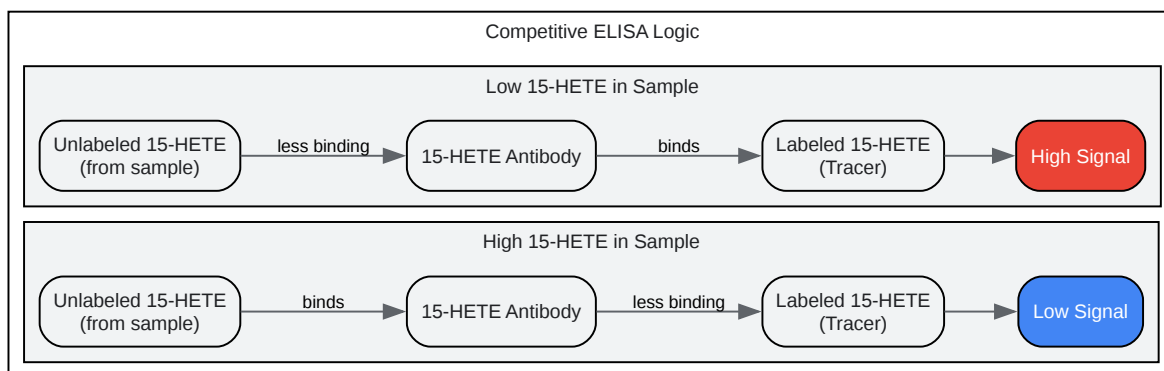 Competitive ELISA Logic
Low 15-HETE in Sample
Unlabeled 15-HETE
(from sample)
less binding
15-HETE Antibody
binds
Labeled 15-HETE
(Tracer)
High Signal
High 15-HETE in Sample
Unlabeled 15-HETE
(from sample)
binds
15-HETE Antibody
less binding
Labeled 15-HETE
(Tracer)
Low Signal